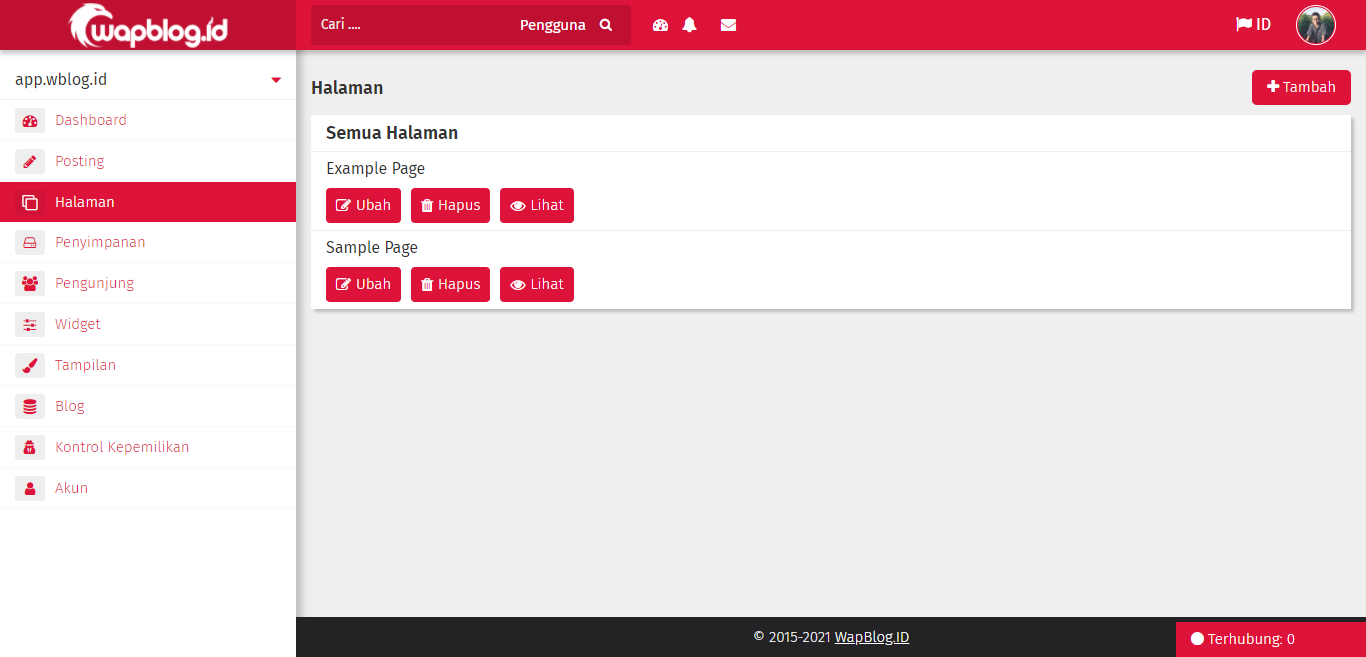 wapblog.id
Cari .... Pengguna
ID
app.wblog.id
Dashboard
Posting
Halaman
Penyimpanan
Pengunjung
Widget
Tampilan
Blog
Kontrol Kepemilikan
Akun
Halaman
Tambah
Semua Halaman
Example Page
Ubah Hapus Lihat
Sample Page
Ubah Hapus Lihat
© 2015-2021 WapBlog.ID
Terhubung: 0